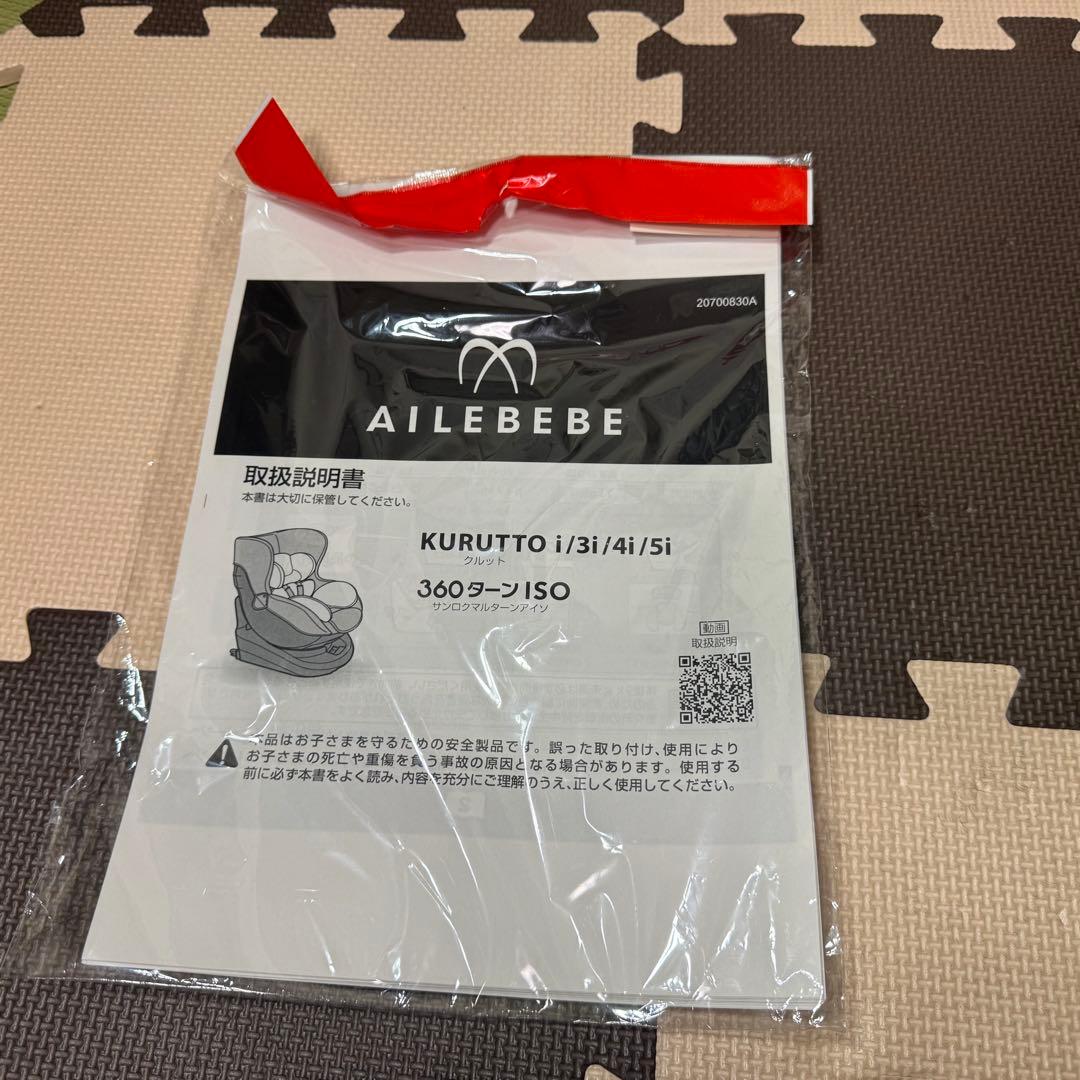 20700830A
AILEBEBE
取扱説明書
本書は大切に保管してください。
KURUTTO i/3i/4i/5i
クルット
360ターンISO
サンロクマルターンアイソ
動画
取扱説明
本品はお子さまを守るための安全製品です。誤った取り付け、使用により
お子さまの死亡や重傷を負う事故の原因となる場合があります。使用する
前に必ず本書をよく読み、内容を充分にご理解のうえ、正しく使用してください。